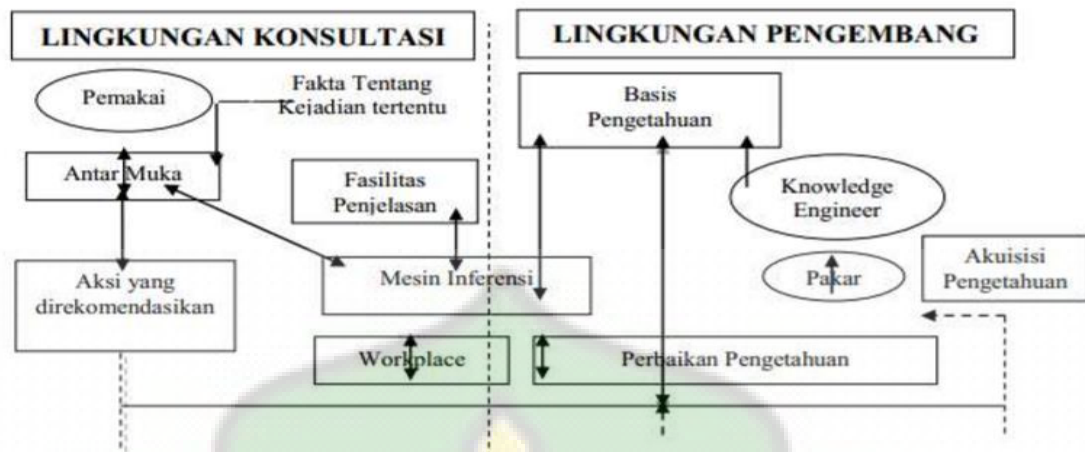 LINGKUNGAN KONSULTASI
LINGKUNGAN PENGEMBANG
Pemakai
Fakta Tentang
Kejadian tertentu
Basis
Pengetahuan
Antar Muka
Fasilitas
Penjelasan
Knowledge
Engineer
Aksi yang
direkomendasikan
Mesin Inferensi
Pakar
Akuisisi
Pengetahuan
Workplace
Perbaikan Pengetahuan